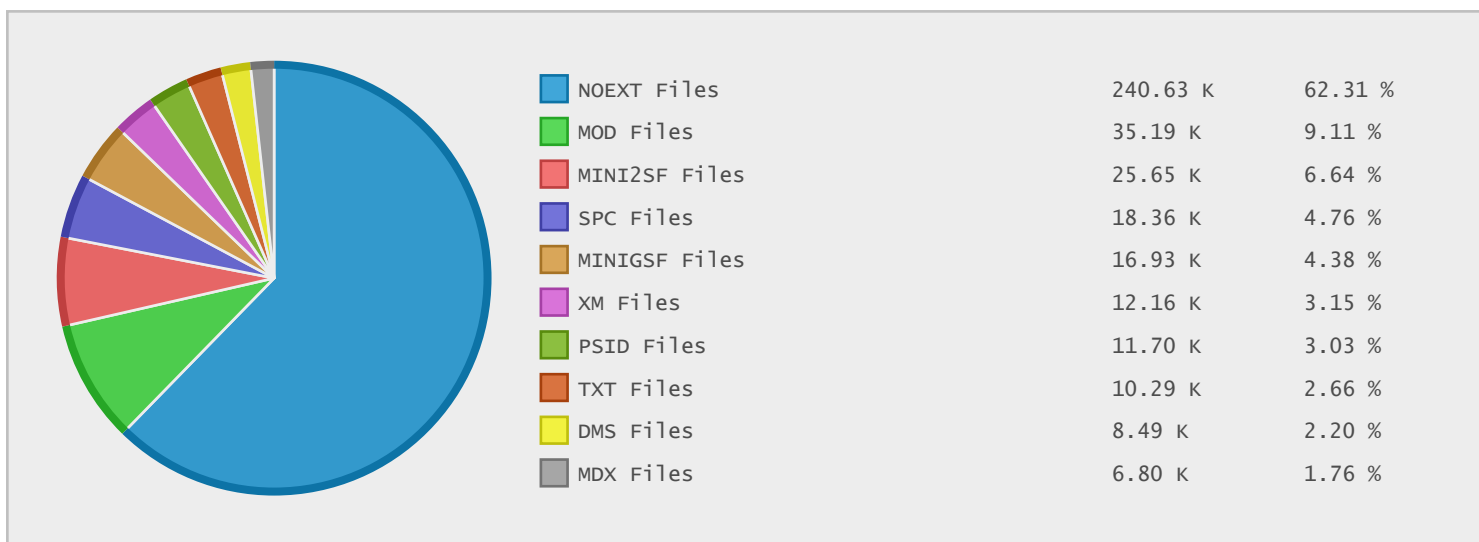 NOEXT Files 240.63 K 62.31 %
MOD Files 35.19 K 9.11 %
MINI2SF Files 25.65 K 6.64 %
SPC Files 18.36 K 4.76 %
MINIGSF Files 16.93 K 4.38 %
XM Files 12.16 K 3.15 %
PSID Files 11.70 K 3.03 %
TXT Files 10.29 K 2.66 %
DMS Files 8.49 K 2.20 %
MDX Files 6.80 K 1.76 %